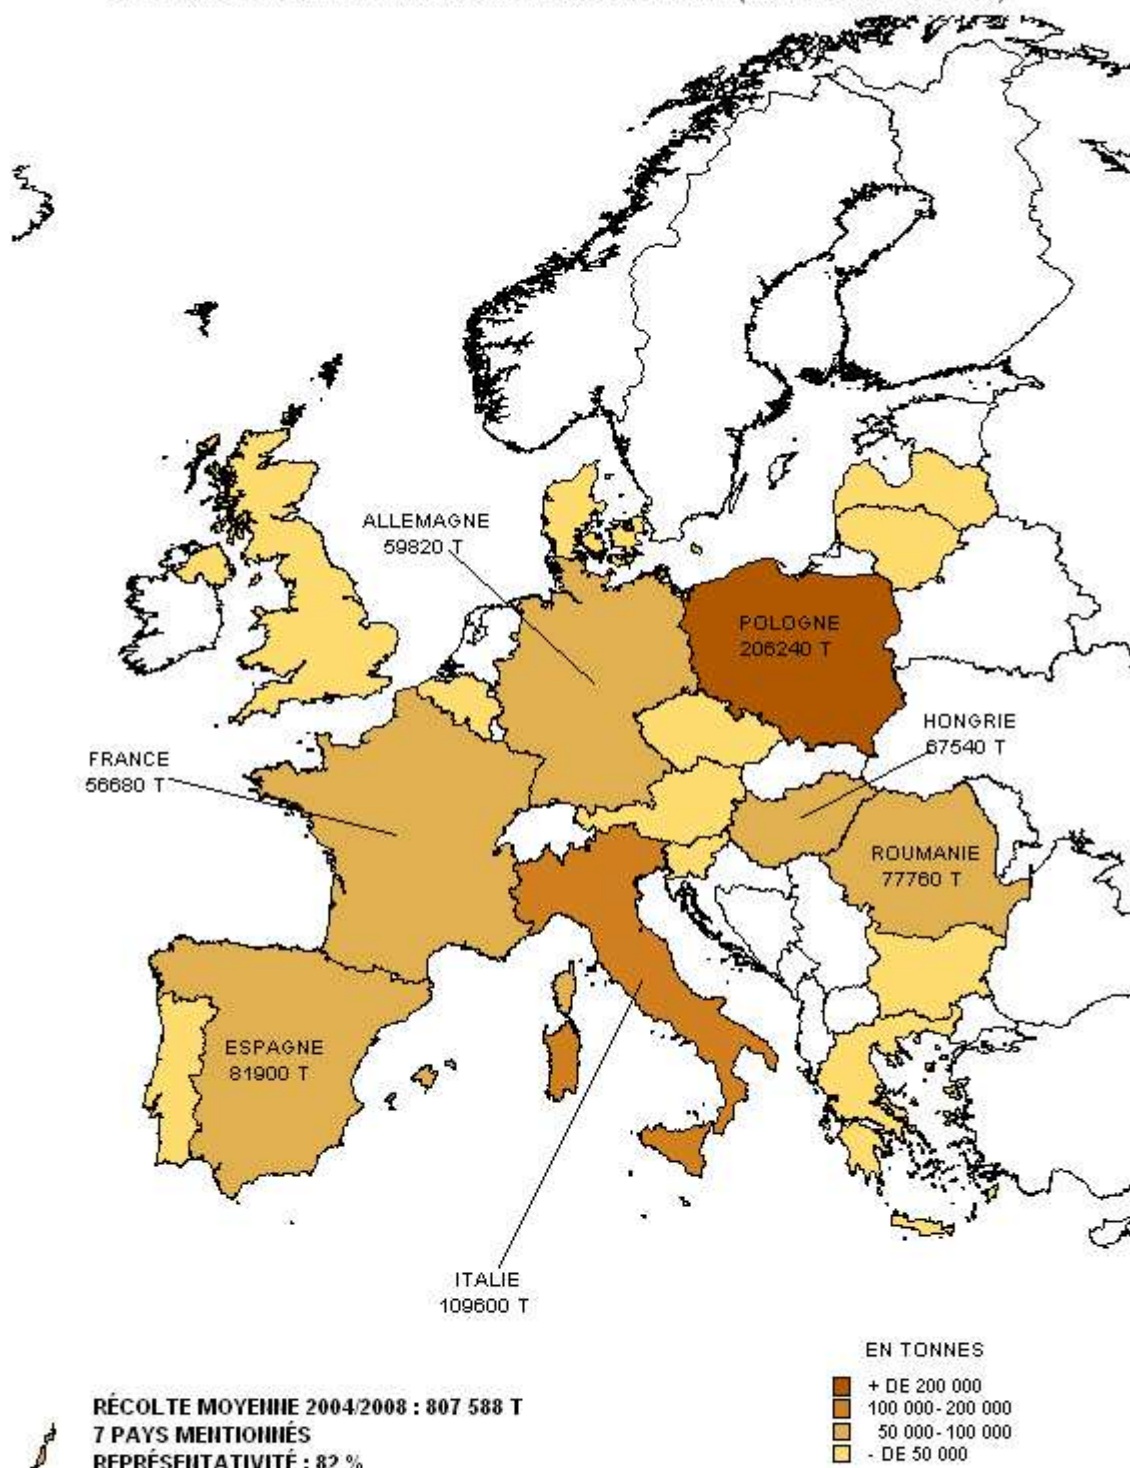 ALLEMAGNE
59820 T
POLOGNE
206240 T
HONGRIE
67540 T
FRANCE
56680 T
ROUMANIE
77760 T
ESPAGNE
81900 T
ITALIE
109600 T
EN TONNES
+ DE 200 000
100 000 - 200 000
50 000 - 100 000
- DE 50 000
RÉCOLTE MOYENNE 2004/2008 : 807 588 T
7 PAYS MENTIONNÉS
REPRÉSENTATIVITÉ : 82 %